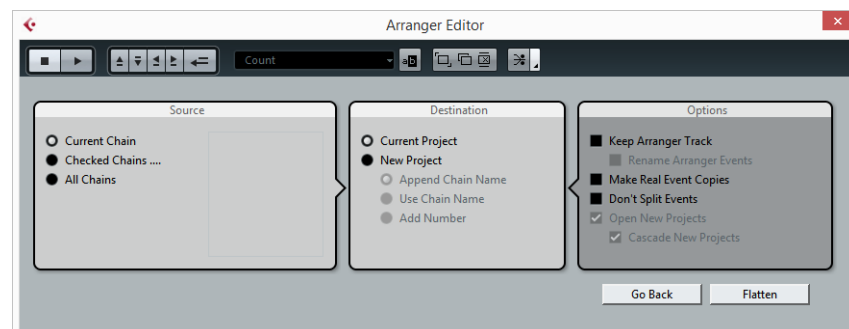 Arranger Editor
Count
ab
Source
Current Chain
Checked Chains ....
All Chains
Destination
Current Project
New Project
Append Chain Name
Use Chain Name
Add Number
Options
Keep Arranger Track
Rename Arranger Events
Make Real Event Copies
Don't Split Events
Open New Projects
Cascade New Projects
Go Back
Flatten